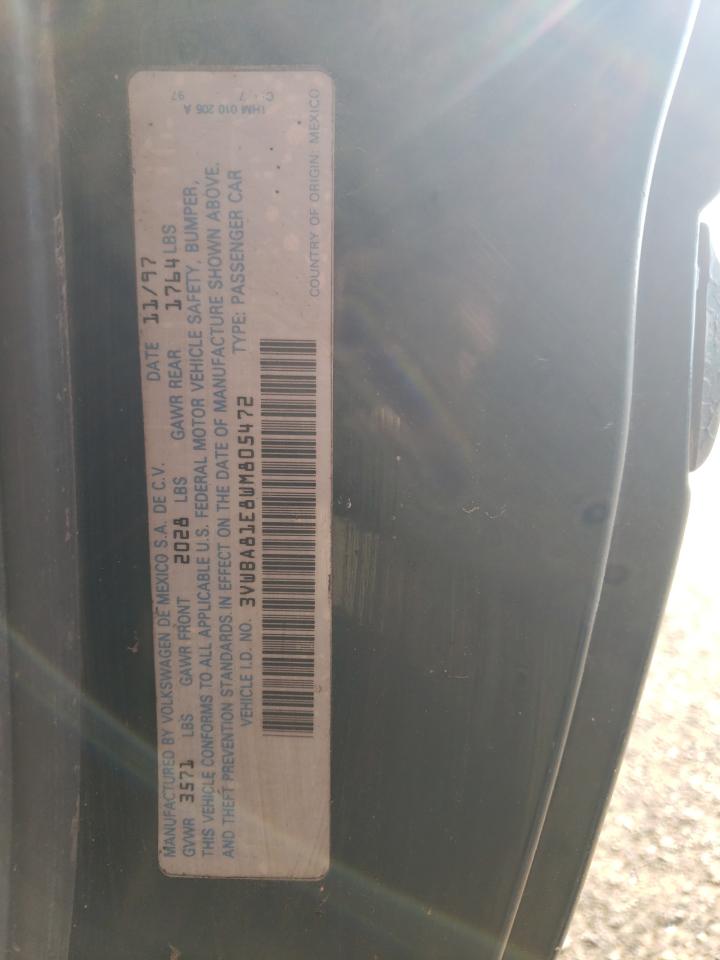 MANUFACTURED BY VOLKSWAGEN DE MEXICO S.A. DE C.V. DATE 11/97
GVWR 3571 LBS GAWR FRONT 2028 LBS GAWR REAR 1764 LBS
THIS VEHICLE CONFORMS TO ALL APPLICABLE U.S. FEDERAL MOTOR VEHICLE SAFETY, BUMPER,
AND THEFT PREVENTION STANDARDS IN EFFECT ON THE DATE OF MANUFACTURE SHOWN ABOVE.
VEHICLE I.D. NO. 3VWBA81E8WM805472 TYPE: PASSENGER CAR
COUNTRY OF ORIGIN: MEXICO
1HM 010 205 A
97